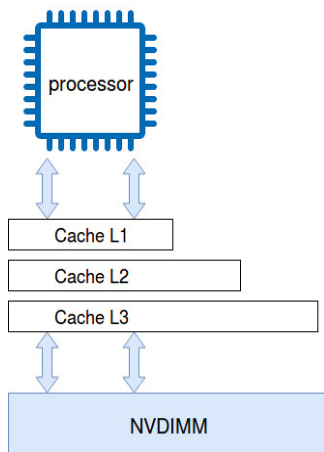 processor
Cache L1
Cache L2
Cache L3
NVDIMM